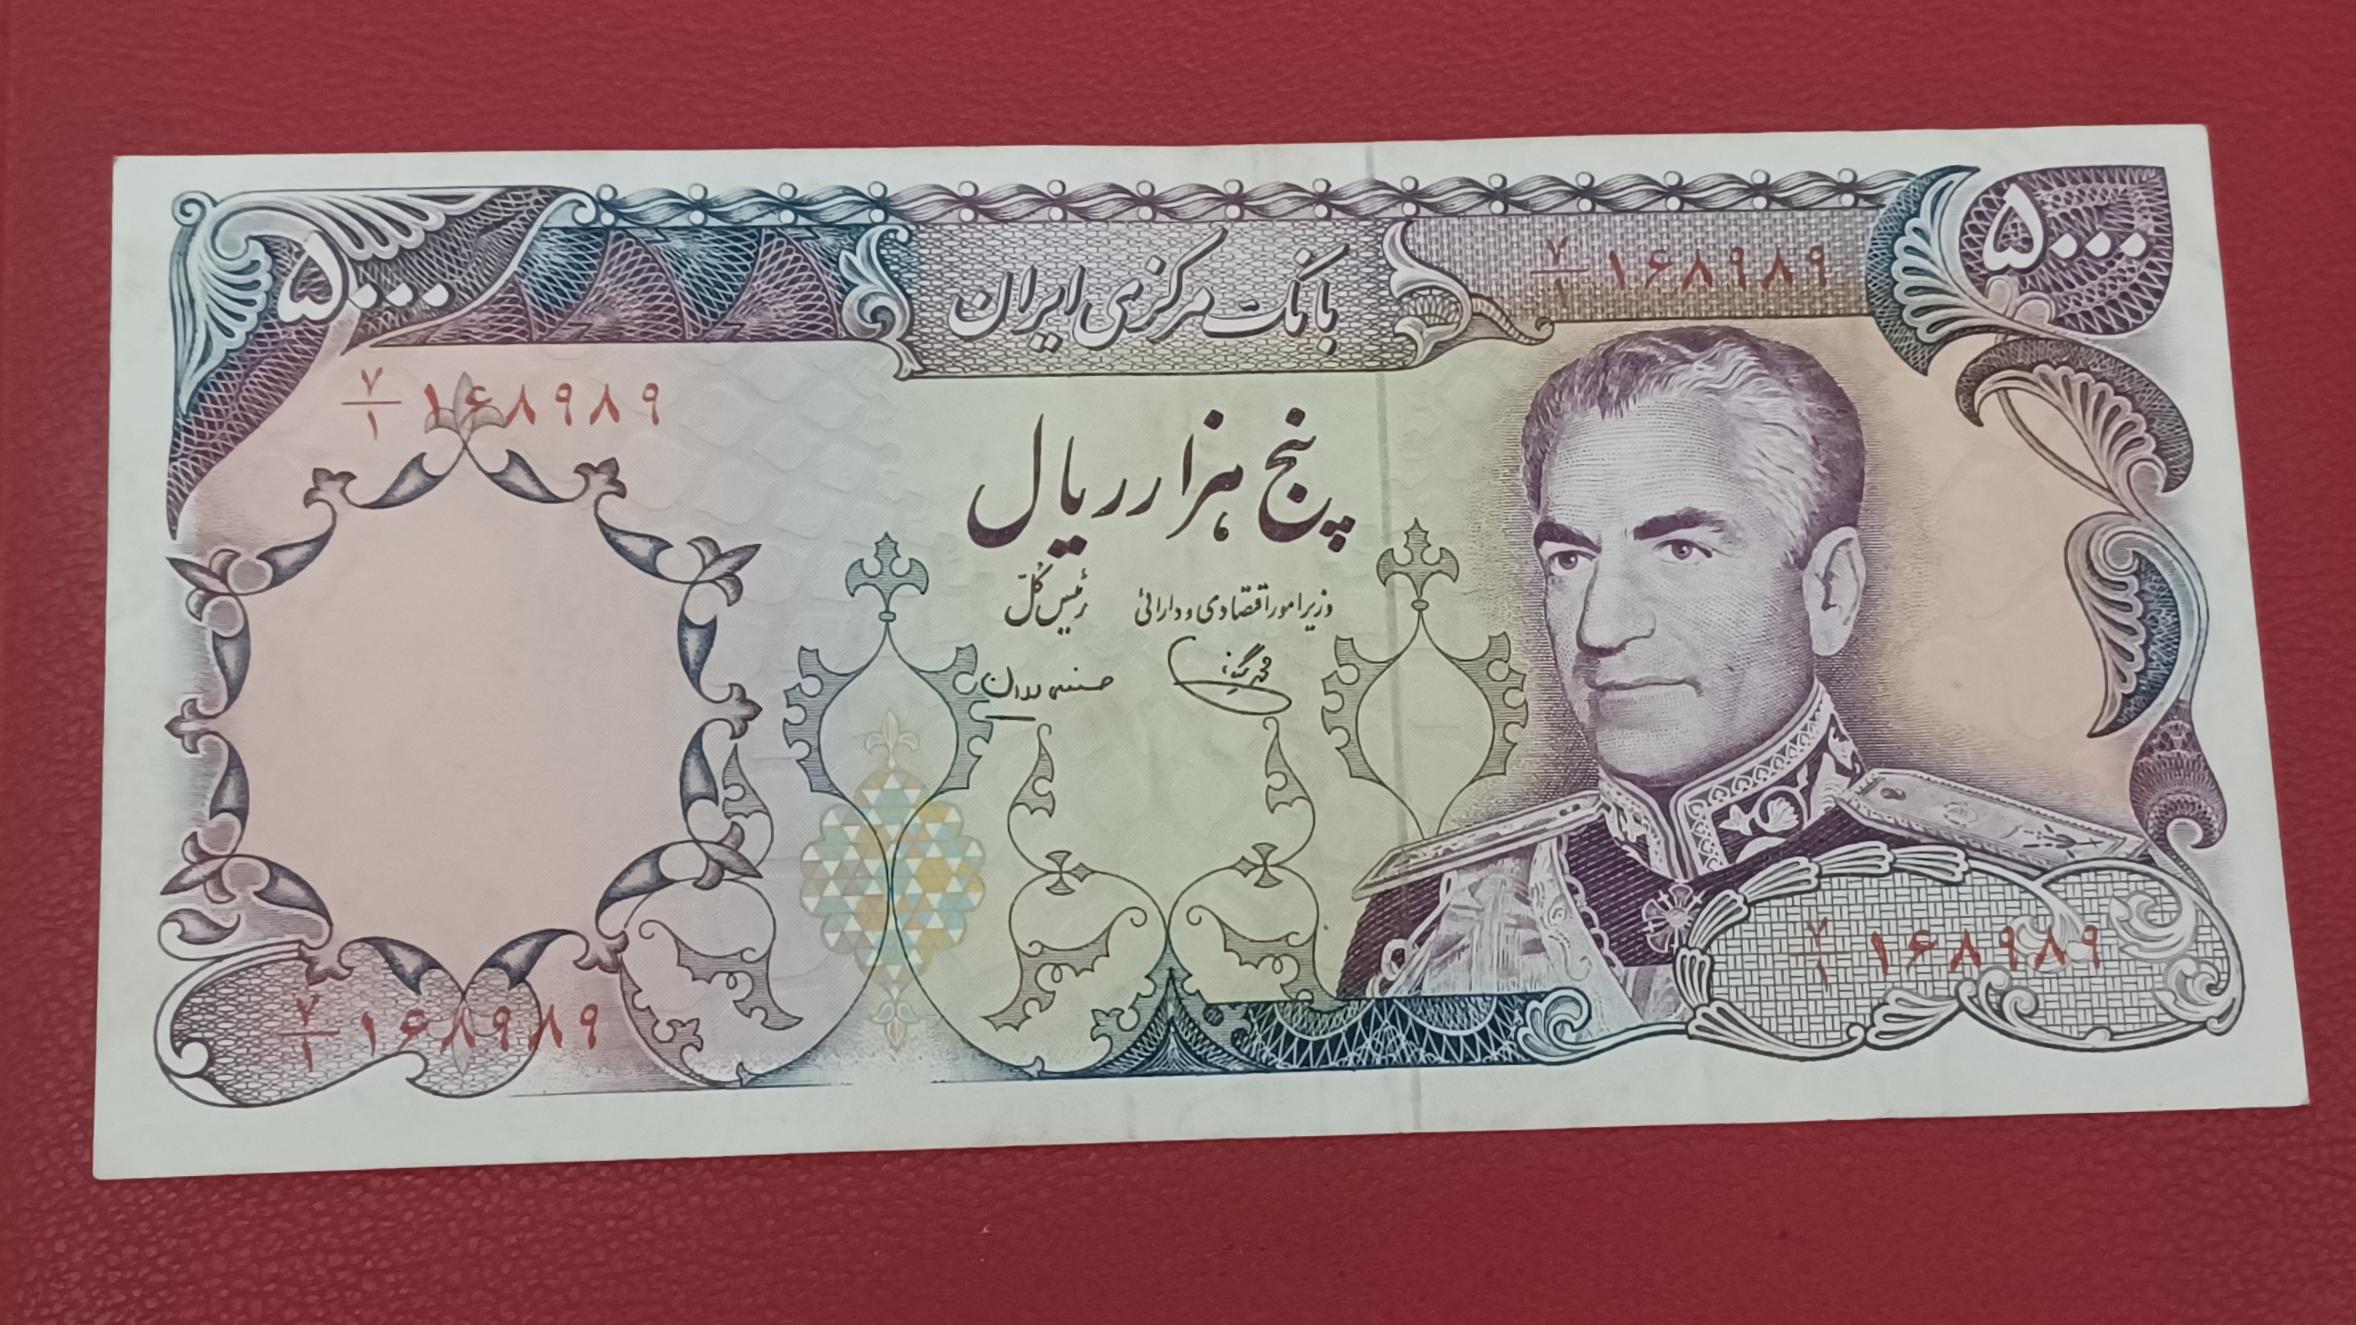 ۵۰۰۰
بانک مرکزی ایران
۷/۱ ۱۶۸۹۸۹
۵۰۰۰
۷/۱ ۱۶۸۹۸۹
پنج هزار ریال
وزیر امور اقتصادی و دارائی
رئیس کل
۷/۱ ۱۶۸۹۸۹
۷/۱ ۱۶۸۹۸۹